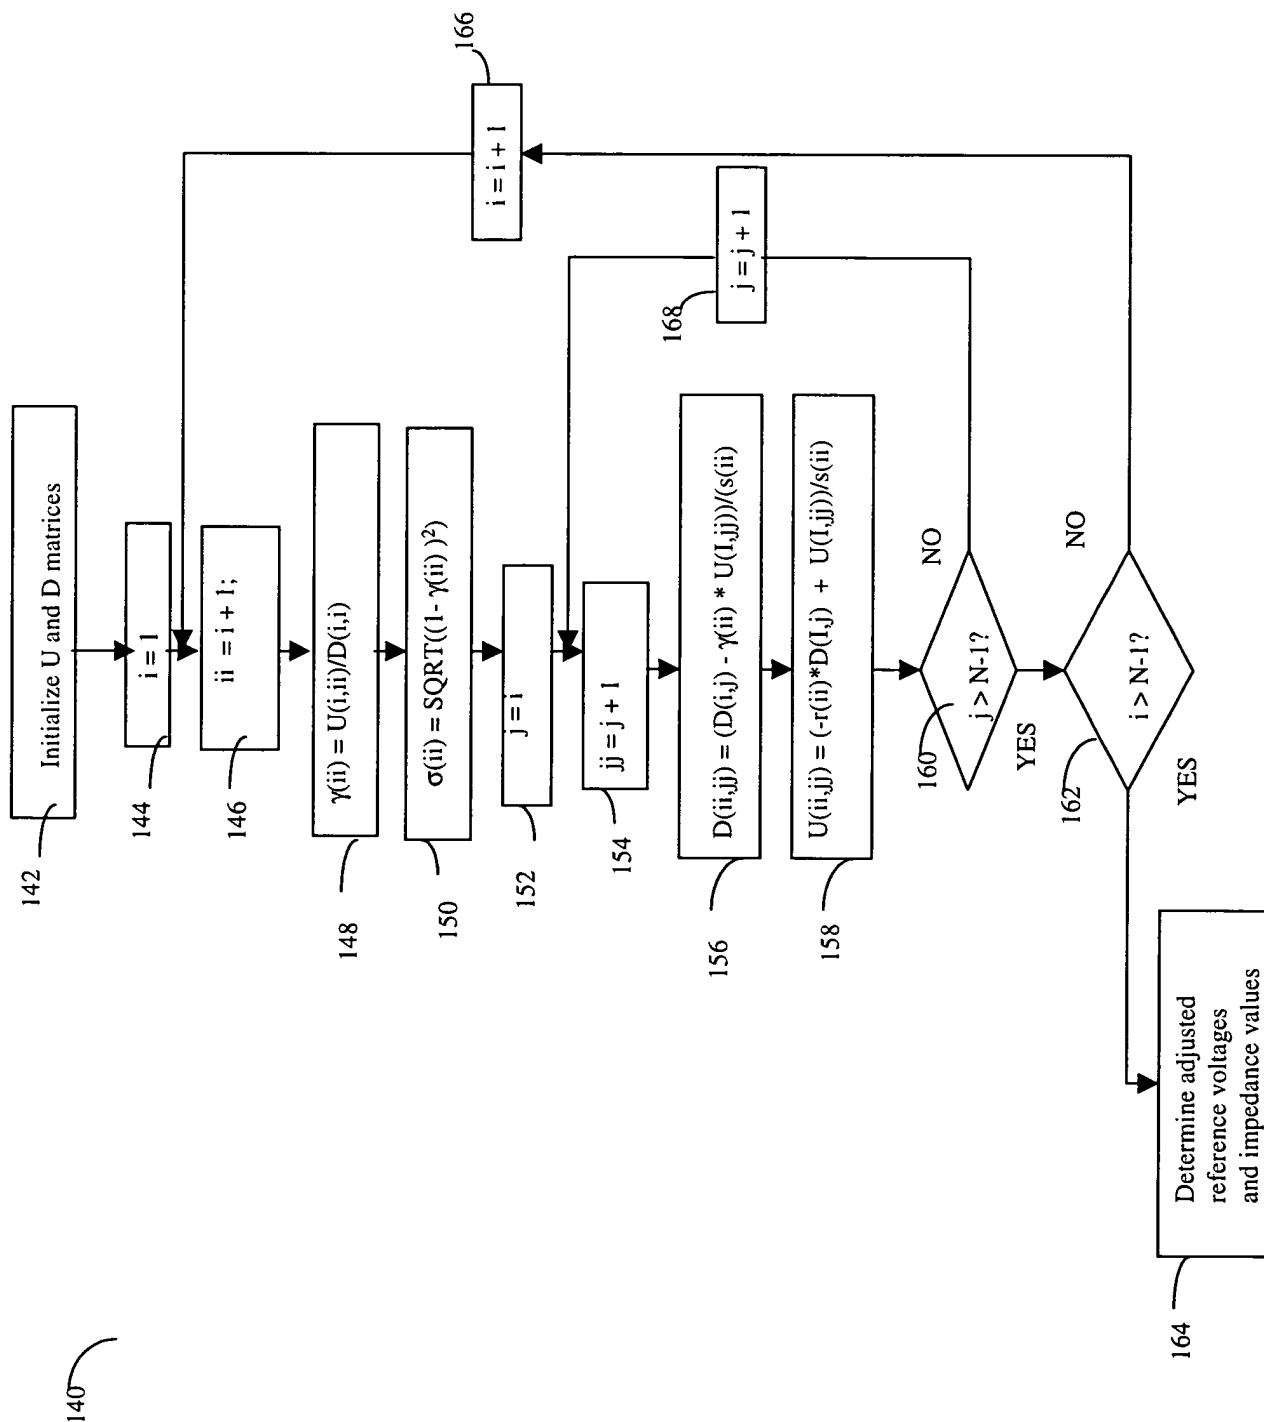 140
142
Initialize U and D matrices
144
i = 1
146
ii = i + 1;
148
γ(ii) = U(i,ii)/D(i,i)
150
σ(ii) = SQRT((1- γ(ii) )²)
152
j = i
154
jj = j + 1
156
D(ii,jj) = (D(i,j) - γ(ii) * U(I,jj))/(s(ii)
158
U(ii,jj) = (-r(ii)*D(I,j) + U(I,jj))/s(ii)
160
j > N-1?
NO
YES
168
j = j + 1
162
i > N-1?
NO
YES
166
i = i + 1
164
Determine adjusted
reference voltages
and impedance values